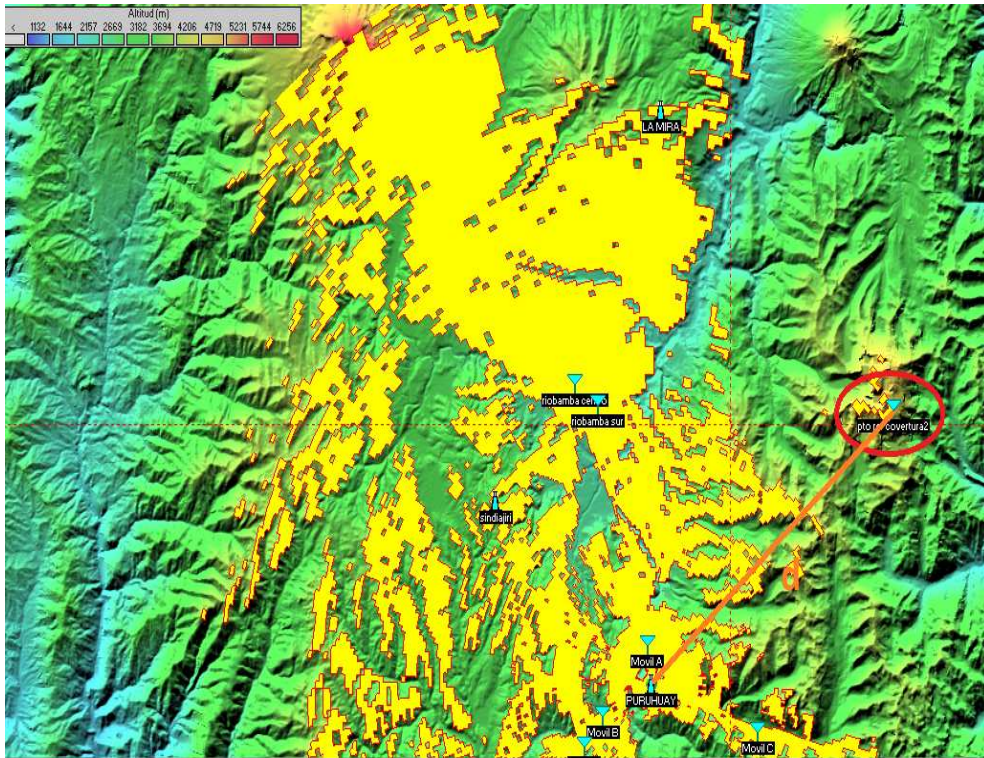 Altitud (m)
< 1132 1644 2157 2669 3182 3694 4206 4719 5231 5744 6256
LA MIRA
riobamba
riobamba sur
pto covertura2
sindiajiri
d
Movil A
PURUHUAY
Movil B
Movil C